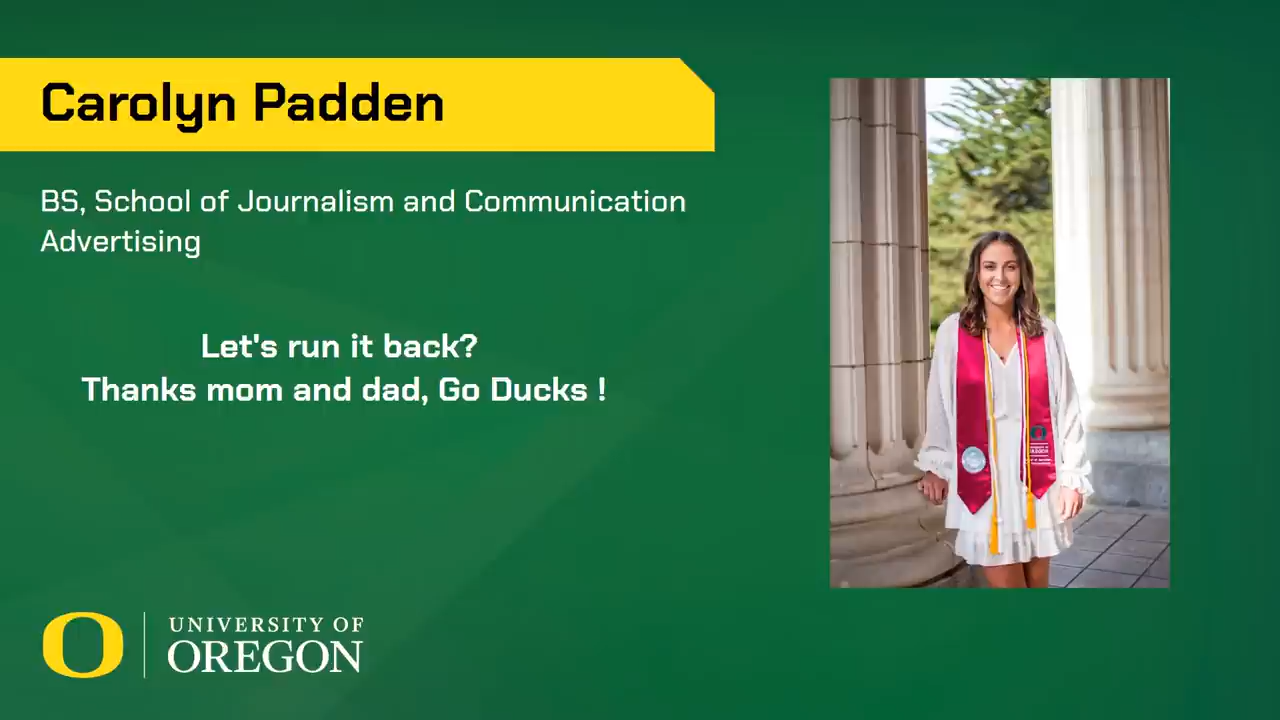 Carolyn Padden
BS, School of Journalism and Communication
Advertising
Let's run it back?
Thanks mom and dad, Go Ducks !
UNIVERSITY OF
OREGON